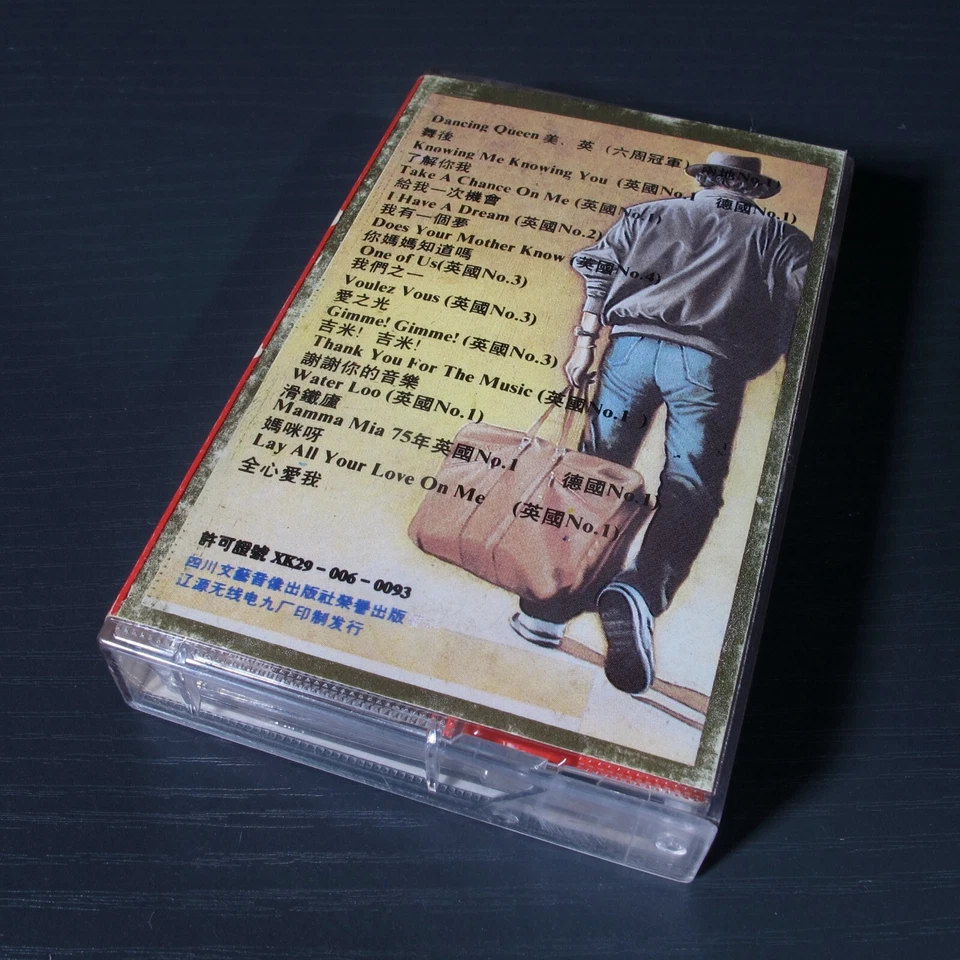 Dancing Queen 美、英（六周冠軍）奧地No.1)
舞後
Knowing Me Knowing You (英國No.1 德國No.1)
了解你我
Take A Chance On Me (英國No.1)
給我一次機會
I Have A Dream (英國No.2)
我有一個夢
Does Your Mother Know (英國No.4)
你媽媽知道嗎
One of Us(英國No.3)
我們之一
Voulez Vous (英國No.3)
愛之光
Gimme! Gimme! (英國No.3)
吉米！吉米！
Thank You For The Music (英國No.1 )
謝謝你的音樂
Water Loo (英國No.1)
滑鐵廬
Mamma Mia 75年英國No.1 德國No.1)
媽咪呀
Lay All Your Love On Me (英國No.1)
全心愛我
許可證號 XK29－006－0093
四川文藝音像出版社榮譽出版
辽源无线电九厂印制发行